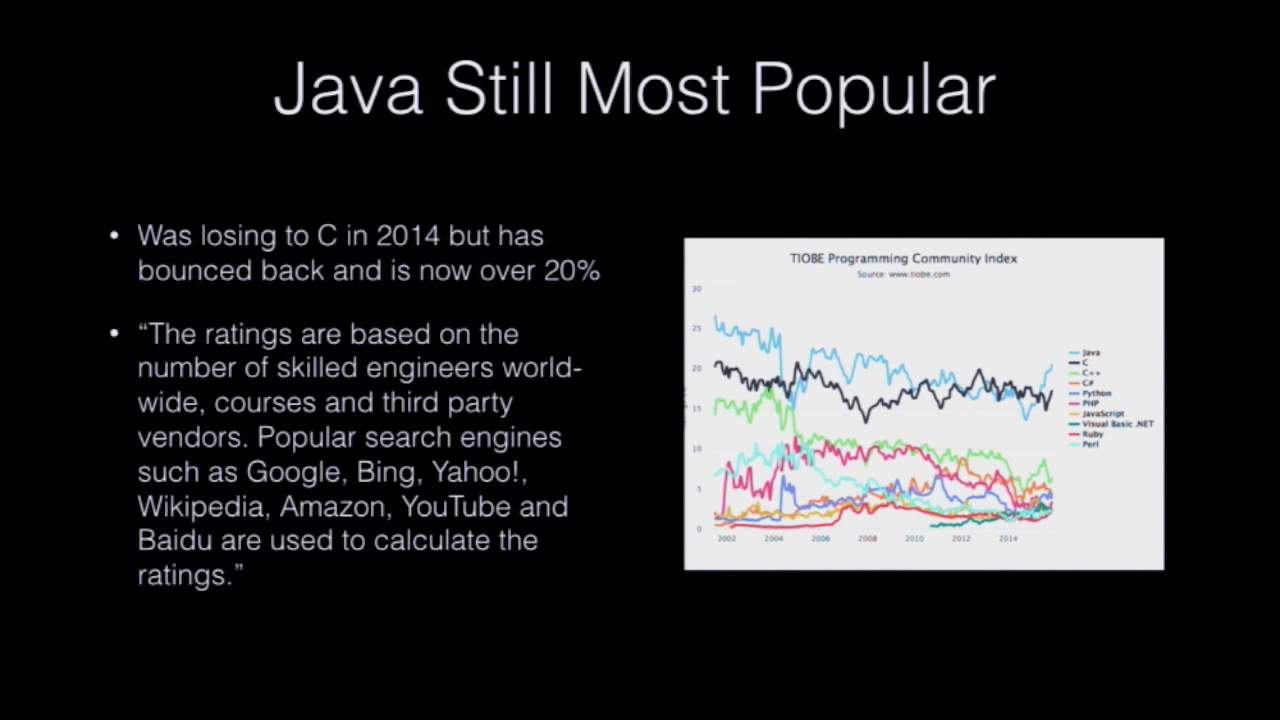 Java Still Most Popular
• Was losing to C in 2014 but has
bounced back and is now over 20%
• “The ratings are based on the
number of skilled engineers world-
wide, courses and third party
vendors. Popular search engines
such as Google, Bing, Yahoo!,
Wikipedia, Amazon, YouTube and
Baidu are used to calculate the
ratings.”
TIOBE Programming Community Index
Source: www.tiobe.com
30
25
20
15
10
5
0
2002 2004 2006 2008 2010 2012 2014
Java
C
C++
C#
Python
PHP
JavaScript
Visual Basic .NET
Ruby
Perl